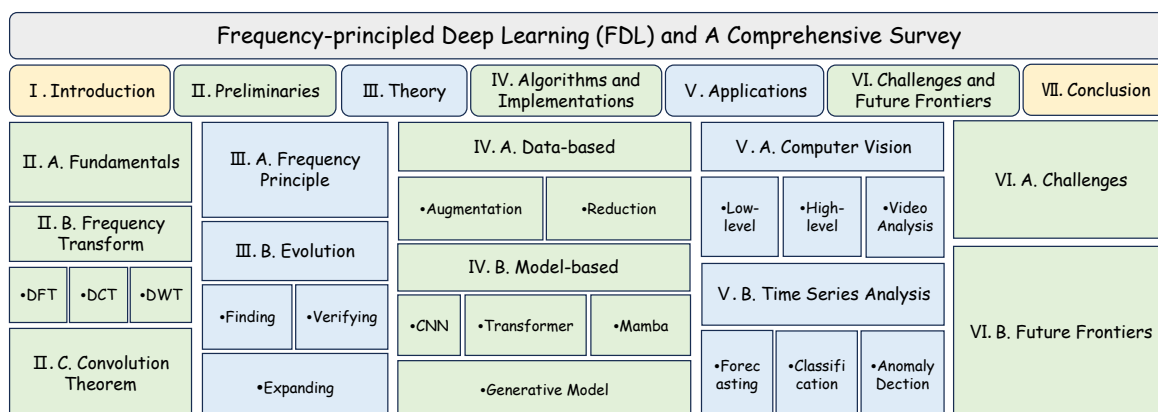 Frequency-principled Deep Learning (FDL) and A Comprehensive Survey
Ⅰ. Introduction
Ⅱ. Preliminaries
Ⅲ. Theory
Ⅳ. Algorithms and
Implementations
Ⅴ. Applications
Ⅵ. Challenges and
Future Frontiers
Ⅶ. Conclusion
Ⅱ. A. Fundamentals
Ⅱ. B. Frequency
Transform
•DFT
•DCT
•DWT
Ⅱ. C. Convolution
Theorem
Ⅲ. A. Frequency
Principle
Ⅲ. B. Evolution
•Finding
•Verifying
•Expanding
Ⅳ. A. Data-based
•Augmentation
•Reduction
Ⅳ. B. Model-based
•CNN
•Transformer
•Mamba
•Generative Model
Ⅴ. A. Computer Vision
•Low-
level
•High-
level
•Video
Analysis
Ⅴ. B. Time Series Analysis
•Forec
asting
•Classifi
cation
•Anomaly
Dection
Ⅵ. A. Challenges
Ⅵ. B. Future Frontiers